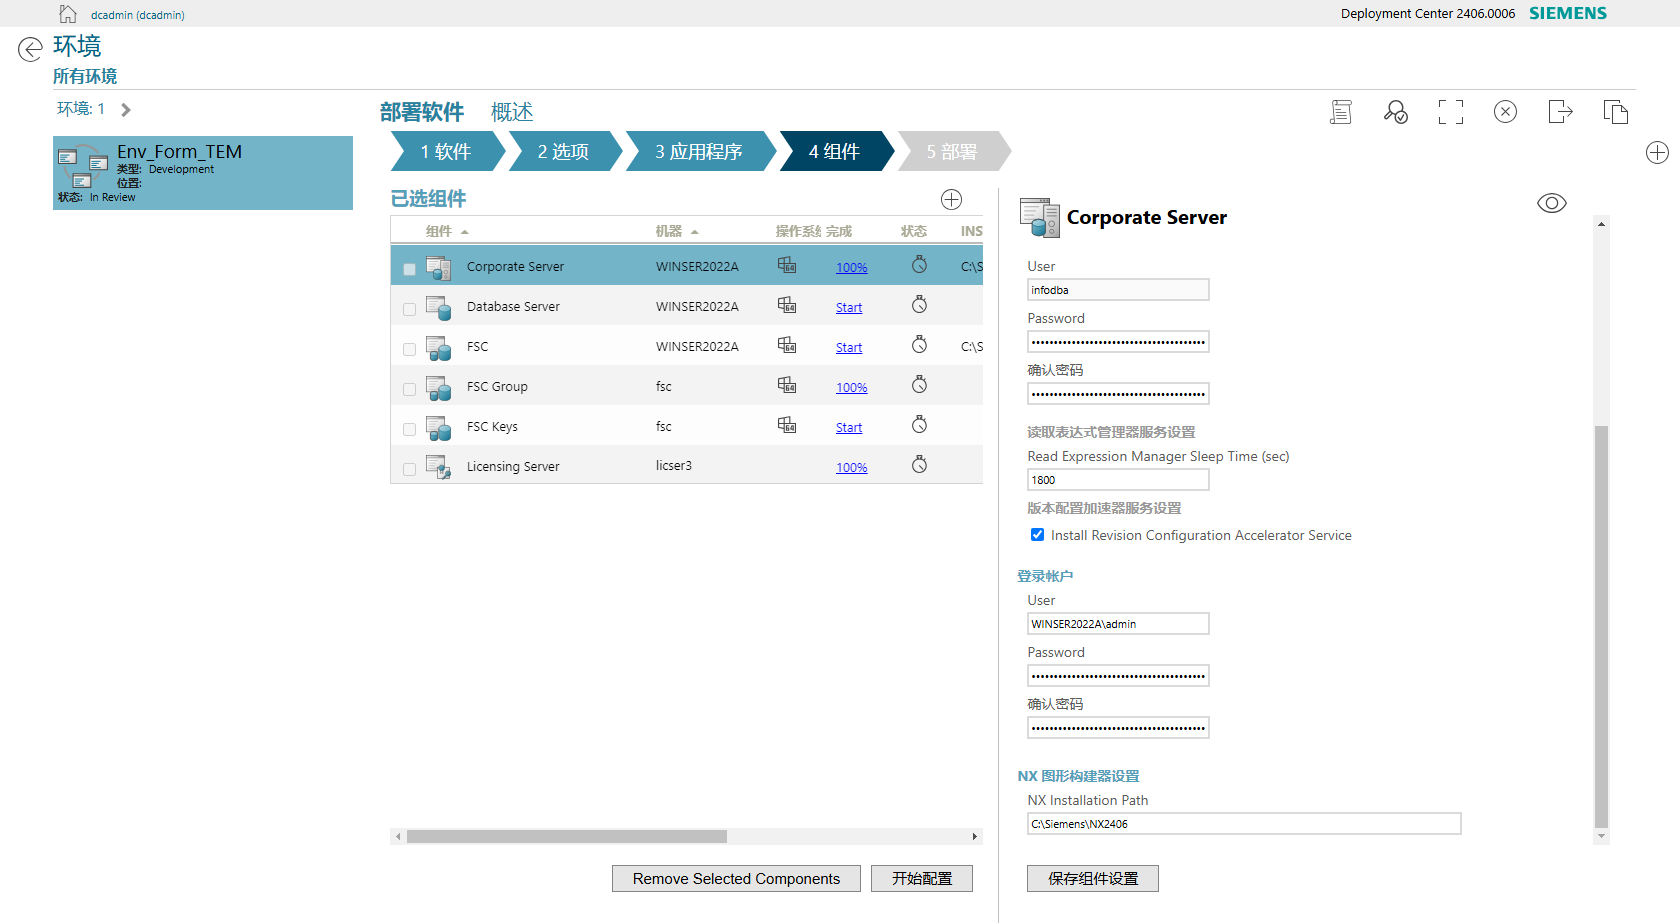 dcadmin (dcadmin)
Deployment Center 2406.0006 SIEMENS
环境
所有环境
环境: 1
Env_Form_TEM
类型: Development
位置:
状态: In Review
部署软件 概述
1 软件 2 选项 3 应用程序 4 组件 5 部署
已选组件
组件 机器 操作系统 完成 状态 INS
Corporate Server WINSER2022A 64 100% C:\S
Database Server WINSER2022A 64 Start
FSC WINSER2022A 64 Start C:\S
FSC Group fsc 64 100%
FSC Keys fsc 64 Start
Licensing Server licser3 100%
Remove Selected Components 开始配置
Corporate Server
User
infodba
Password
确认密码
读取表达式管理器服务设置
Read Expression Manager Sleep Time (sec)
1800
版本配置加速器服务设置
Install Revision Configuration Accelerator Service
登录帐户
User
WINSER2022A\admin
Password
确认密码
NX 图形构建器设置
NX Installation Path
C:\Siemens\NX2406
保存组件设置